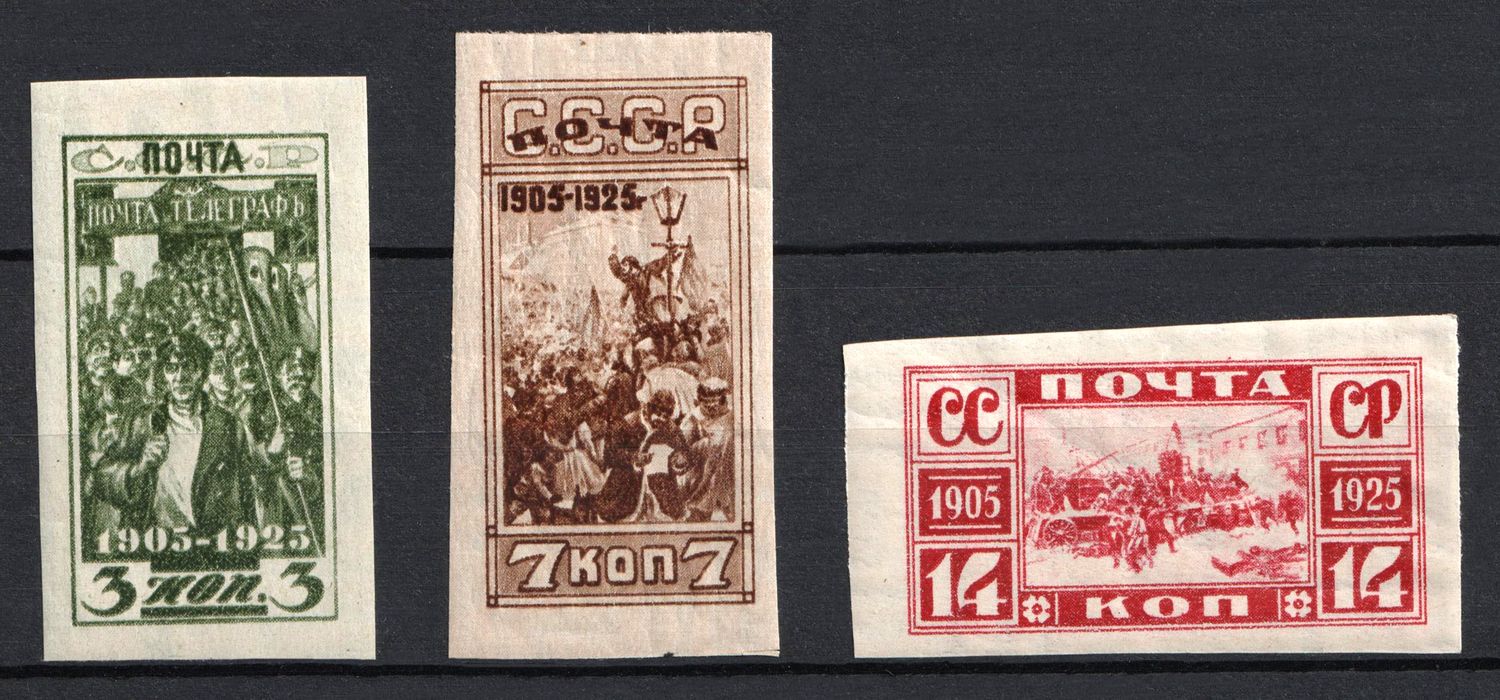 С.С.С.Р
ПОЧТА
ПОЧТА ТЕЛЕГРАФЪ
1905-1925
3 коп. 3
С.С.С.Р
ПОЧТА
1905-1925г
7 КОП 7
СС ПОЧТА СР
1905 1925
14 КОП 14